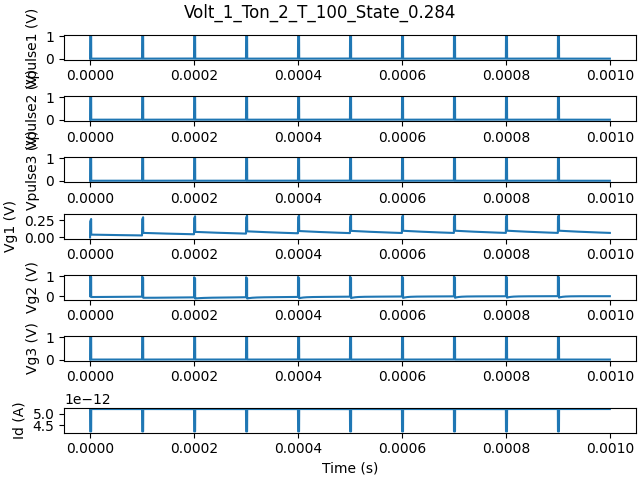 Volt_1_Ton_2_T_100_State_0.284
Vpulse1 (V)
1
0
0.0000 0.0002 0.0004 0.0006 0.0008 0.0010
Vpulse2 (V)
1
0
0.0000 0.0002 0.0004 0.0006 0.0008 0.0010
Vpulse3 (V)
1
0
0.0000 0.0002 0.0004 0.0006 0.0008 0.0010
Vg1 (V)
0.25
0.00
0.0000 0.0002 0.0004 0.0006 0.0008 0.0010
Vg2 (V)
1
0
0.0000 0.0002 0.0004 0.0006 0.0008 0.0010
Vg3 (V)
1
0
0.0000 0.0002 0.0004 0.0006 0.0008 0.0010
1e−12
Id (A)
5.0
4.5
0.0000 0.0002 0.0004 0.0006 0.0008 0.0010
Time (s)